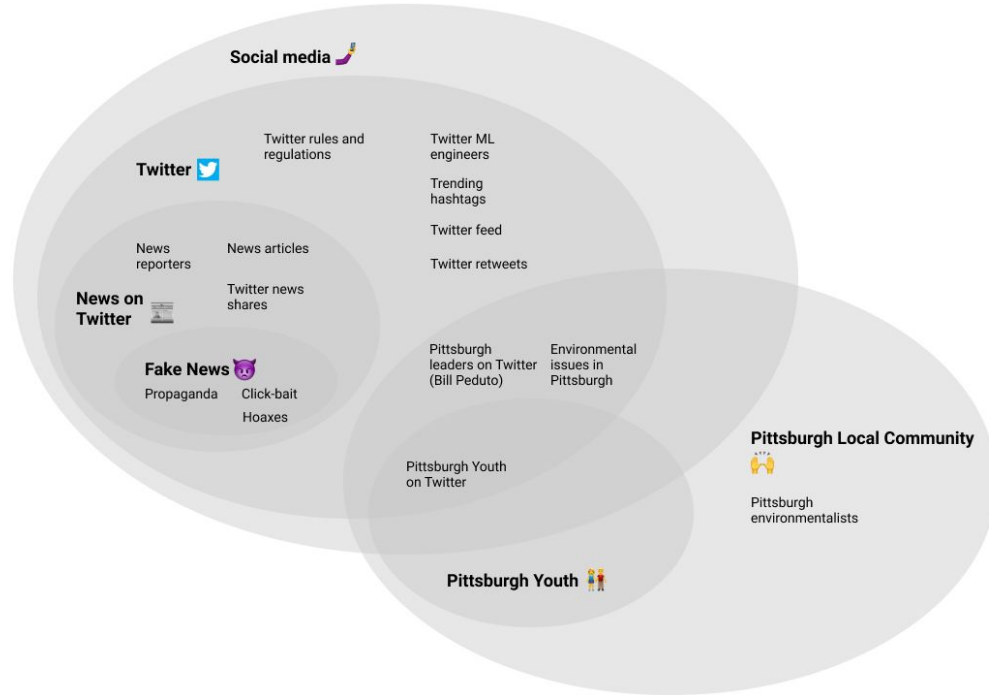 Social media
Twitter rules and
regulations
Twitter ML
engineers
Twitter
Trending
hashtags
Twitter feed
Twitter retweets
News
reporters
News articles
Twitter news
shares
News on
Twitter
Fake News
Propaganda
Click-bait
Hoaxes
Pittsburgh
leaders on Twitter
(Bill Peduto)
Environmental
issues in
Pittsburgh
Pittsburgh Local Community
Pittsburgh
environmentalists
Pittsburgh Youth
on Twitter
Pittsburgh Youth